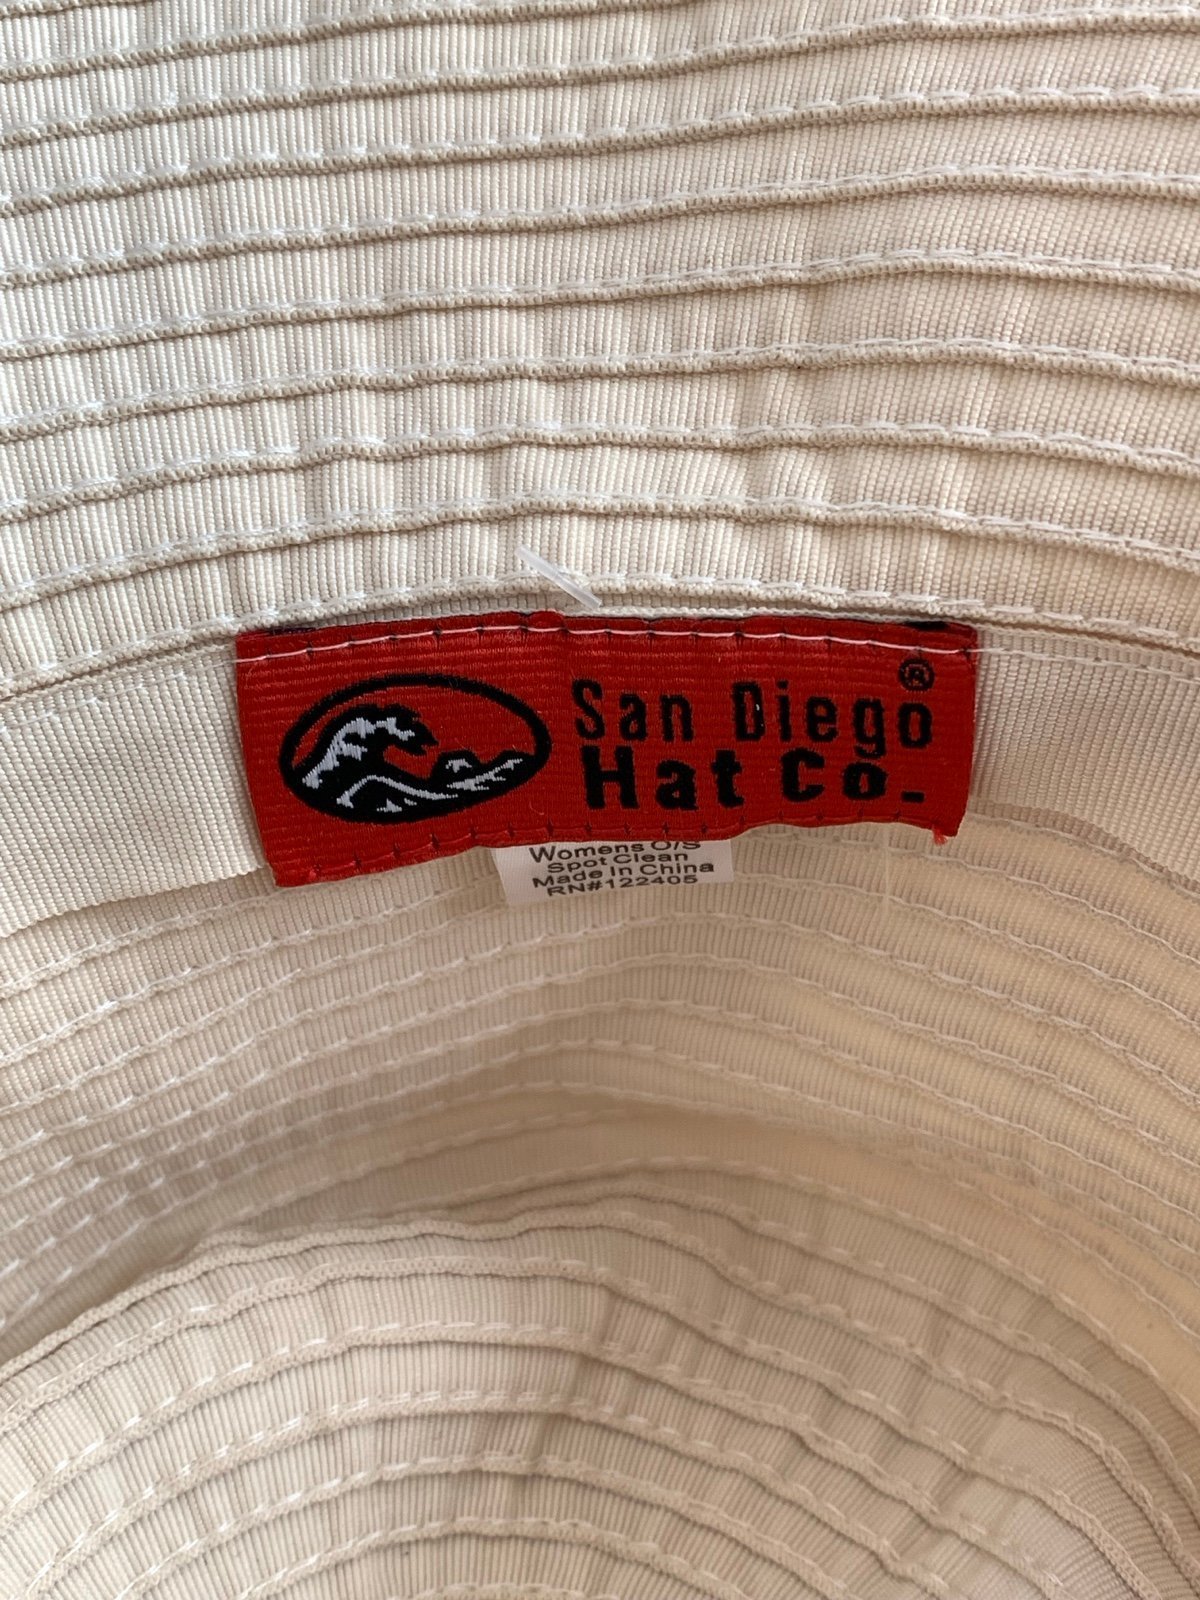 San Diego®
Hat Co.
Womens O/S
Spot Clean
Made In China
RN#122405